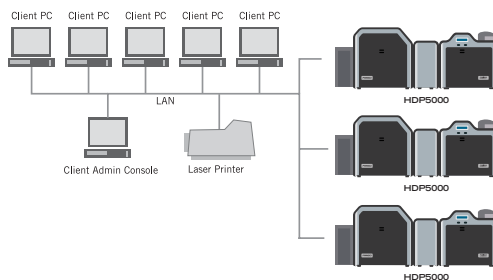 Client PC Client PC Client PC Client PC Client PC
HDP5000
LAN
Client Admin Console
Laser Printer
HDP5000
HDP5000